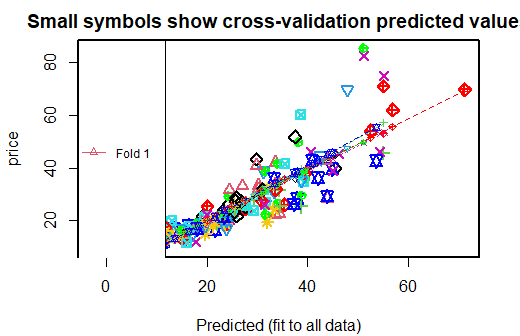 Small symbols show cross-validation predicted value
price
80
60
40
20
Fold 1
0
20
40
60
Predicted (fit to all data)